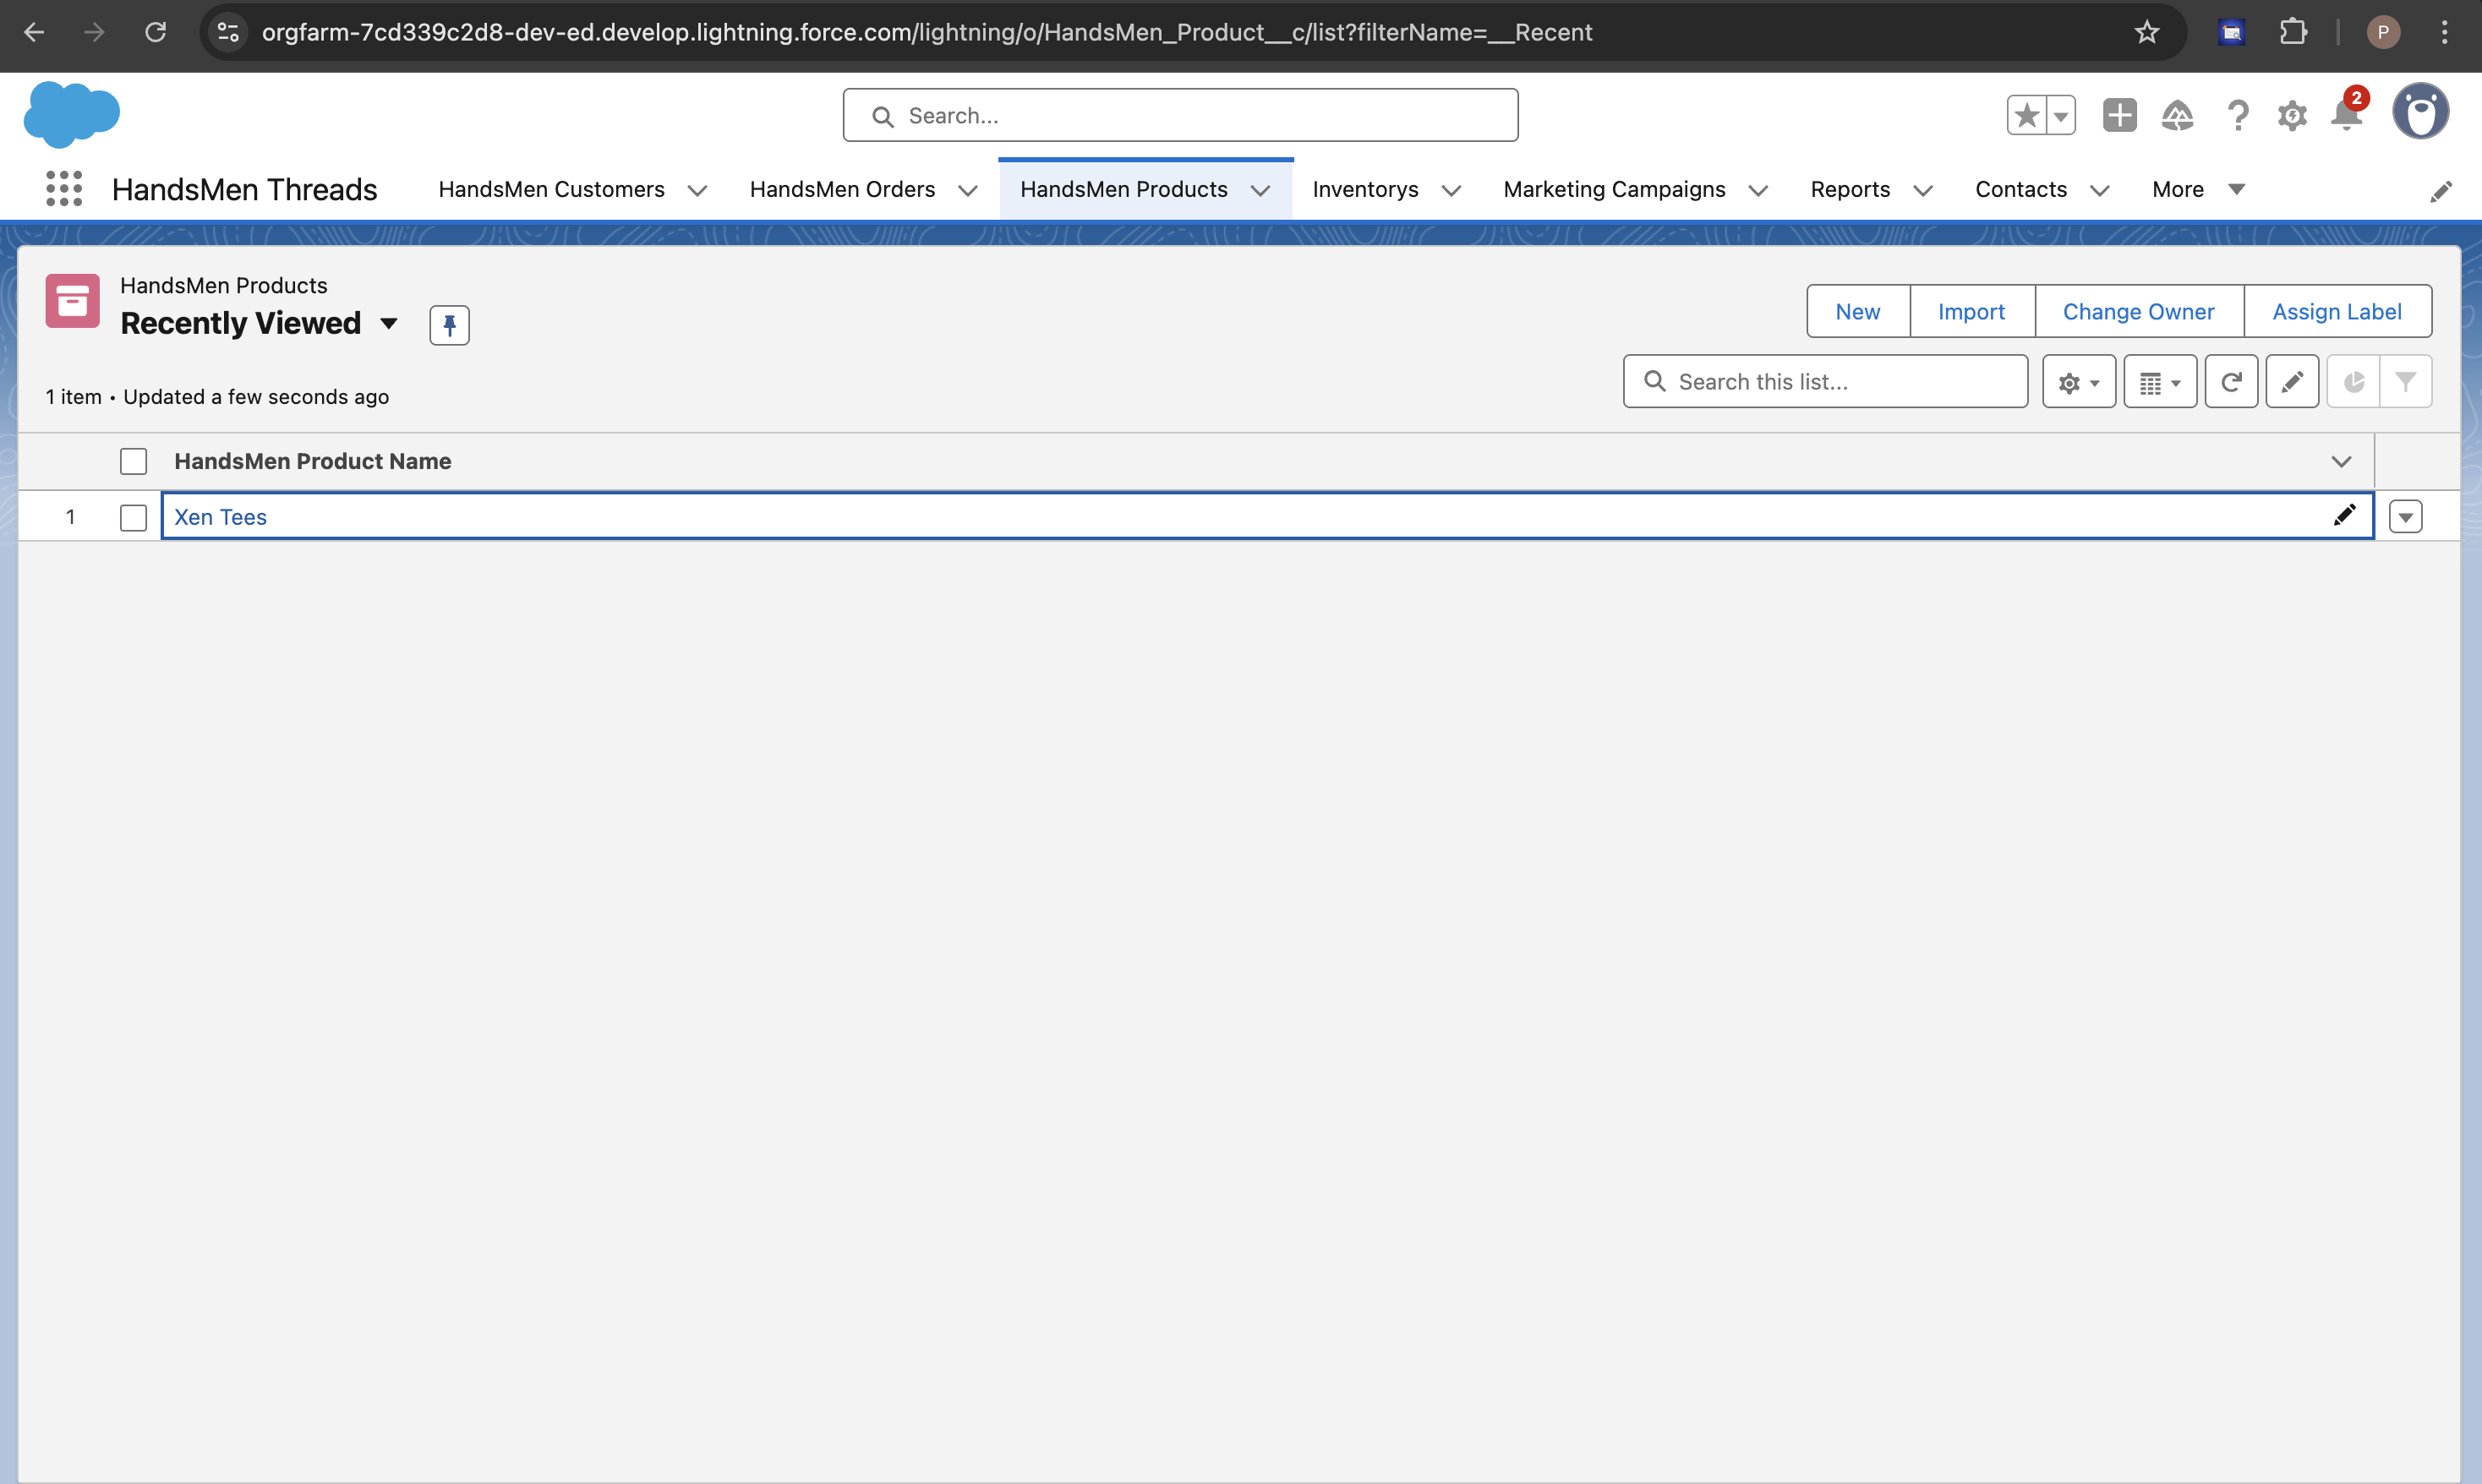 orgfarm-7cd339c2d8-dev-ed.develop.lightning.force.com/lightning/o/HandsMen_Product__c/list?filterName=__Recent
P
Search...
2
HandsMen Threads
HandsMen Customers
HandsMen Orders
HandsMen Products
Inventorys
Marketing Campaigns
Reports
Contacts
More
HandsMen Products
Recently Viewed
New
Import
Change Owner
Assign Label
1 item • Updated a few seconds ago
Search this list...
HandsMen Product Name
1
Xen Tees